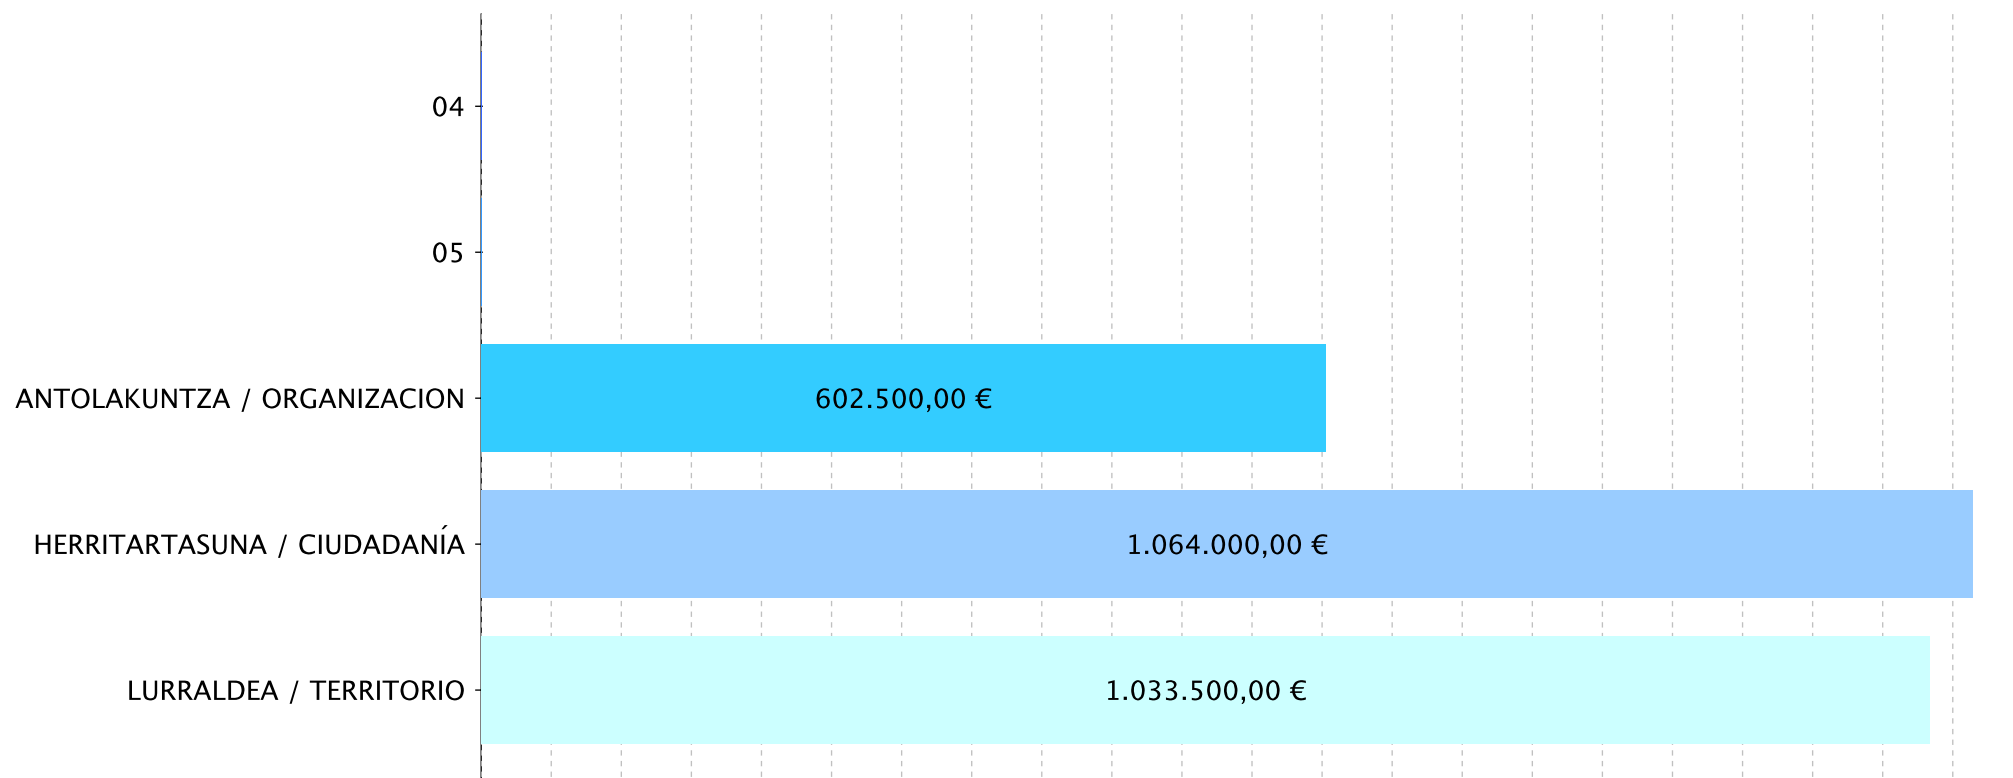 04
05
ANTOLAKUNTZA / ORGANIZACION
602.500,00 €
HERRITARTASUNA / CIUDADANÍA
1.064.000,00 €
LURRALDEA / TERRITORIO
1.033.500,00 €